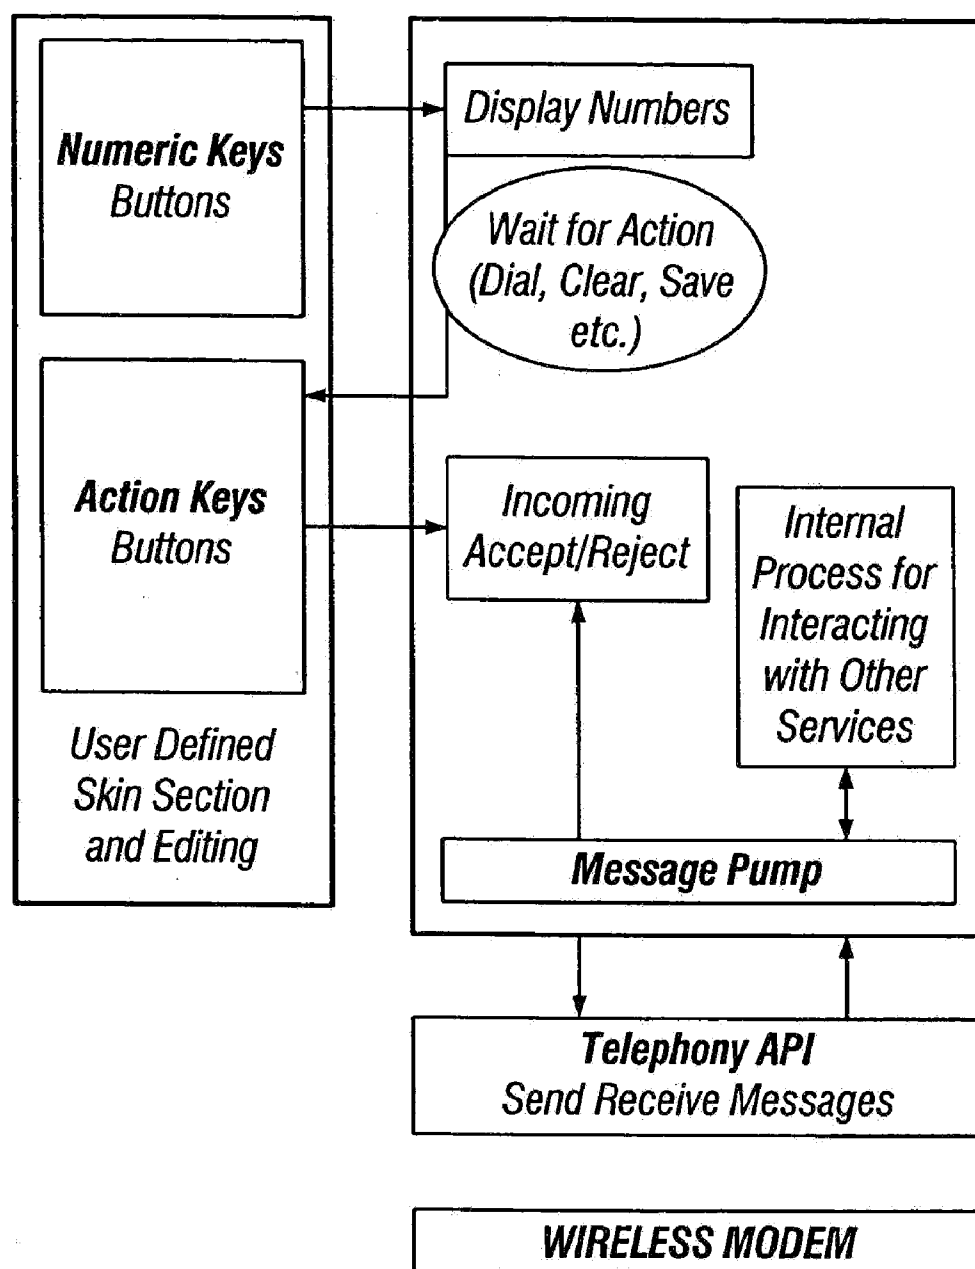 Numeric Keys
Buttons
Display Numbers
Wait for Action
(Dial, Clear, Save
etc.)
Action Keys
Buttons
Incoming
Accept/Reject
Internal
Process for
Interacting
with Other
Services
User Defined
Skin Section
and Editing
Message Pump
Telephony API
Send Receive Messages
WIRELESS MODEM